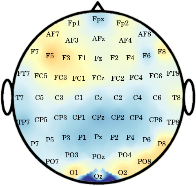 Fp1 Fpz Fp2
AF7 AF3 AFz AF4 AF8
F7 F5 F3 F1 Fz F2 F4 F6 F8
FT7 FC5 FC3 FC1 FCz FC2 FC4 FC6 FT8
T7 C5 C3 C1 Cz C2 C4 C6 T8
TP7 CP5 CP3 CP1 CPz CP2 CP4 CP6 TP8
P7 P5 P3 P1 Pz P2 P4 P6 P8
PO7 PO3 POz PO4 PO8
O1 Oz O2